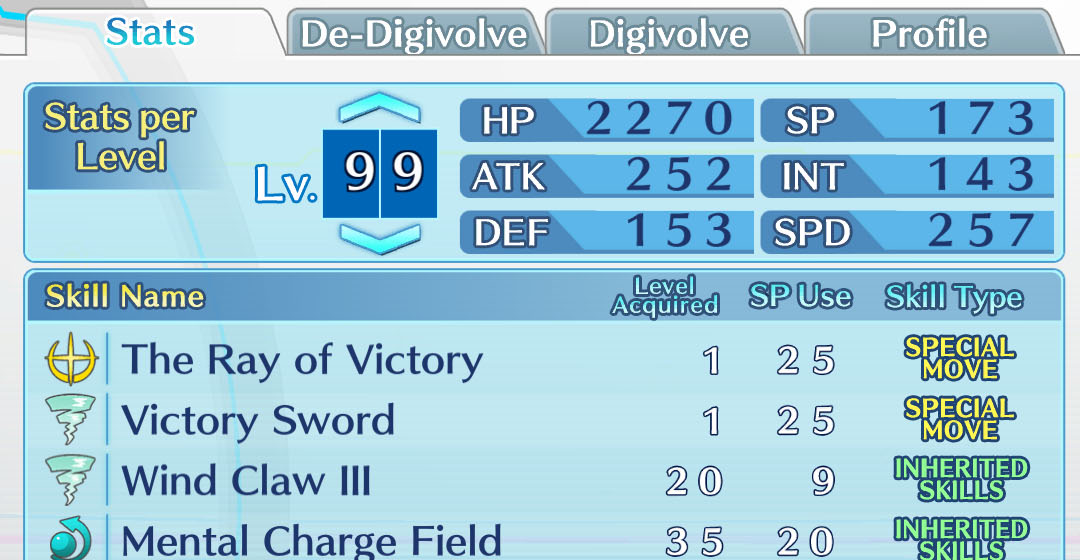 Stats De-Digivolve Digivolve Profile
Stats per
Level
Lv. 99
HP 2270 SP 173
ATK 252 INT 143
DEF 153 SPD 257
Skill Name Level Acquired SP Use Skill Type
The Ray of Victory 1 25 SPECIAL MOVE
Victory Sword 1 25 SPECIAL MOVE
Wind Claw III 20 9 INHERITED SKILLS
Mental Charge Field 35 20 INHERITED SKILLS